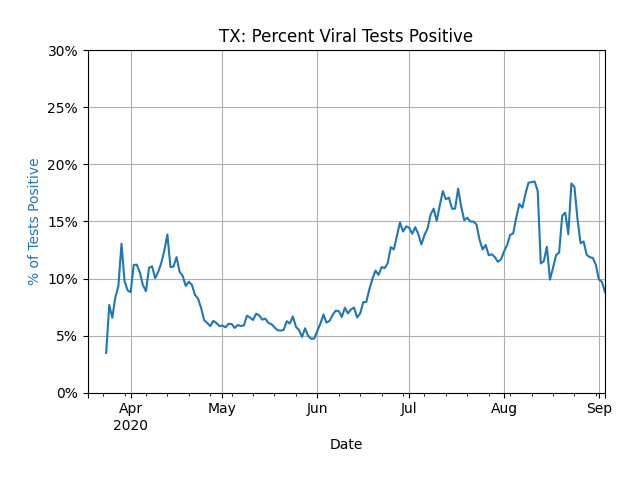 TX: Percent Viral Tests Positive
30%
25%
20%
15%
10%
5%
0%
% of Tests Positive
Apr May Jun Jul Aug Sep
2020
Date